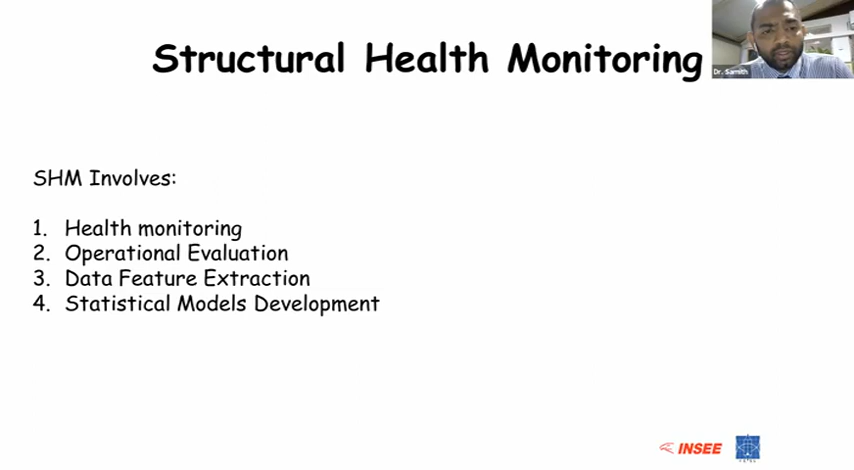 Structural Health Monitoring
Dr. Samith
SHM Involves:
1. Health monitoring
2. Operational Evaluation
3. Data Feature Extraction
4. Statistical Models Development
INSEE